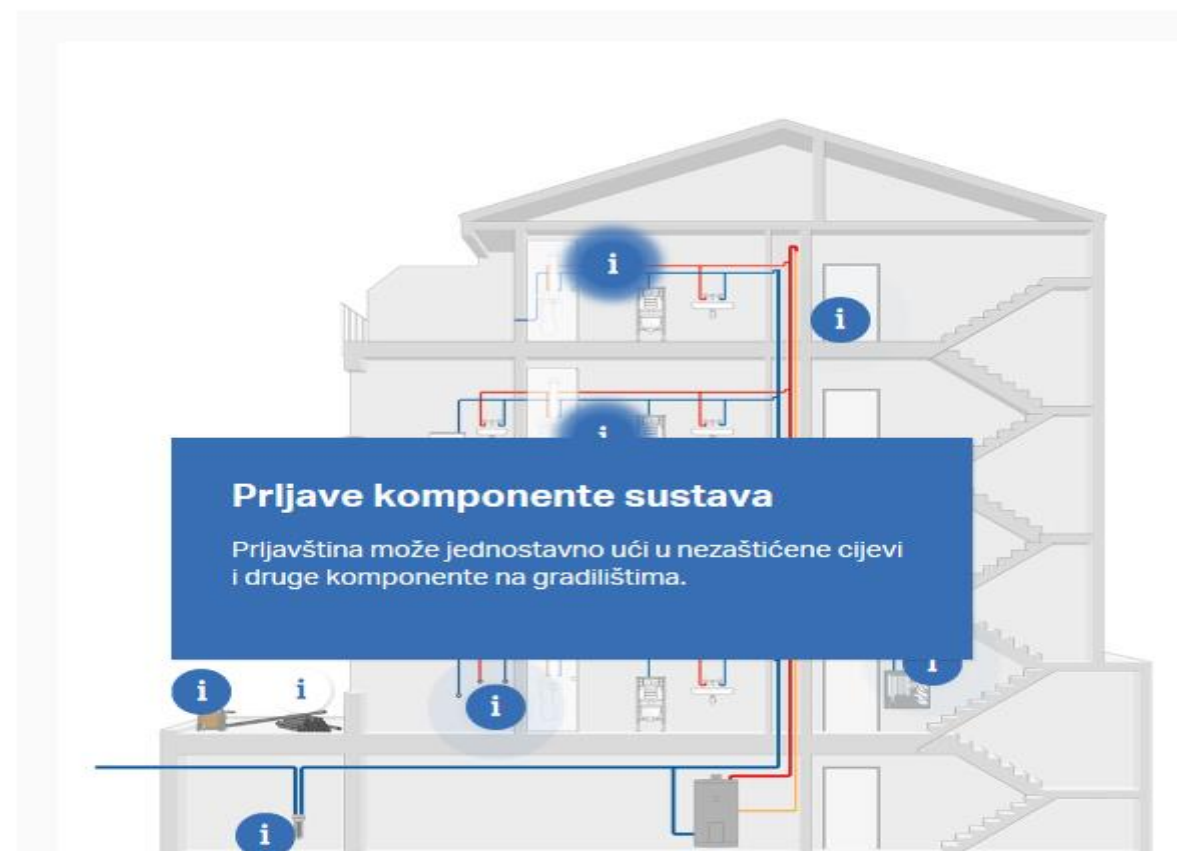 i
i
i
Prljave komponente sustava
Prljavština može jednostavno ući u nezaštićene cijevi
i druge komponente na gradilištima.
i
i
i
i
i